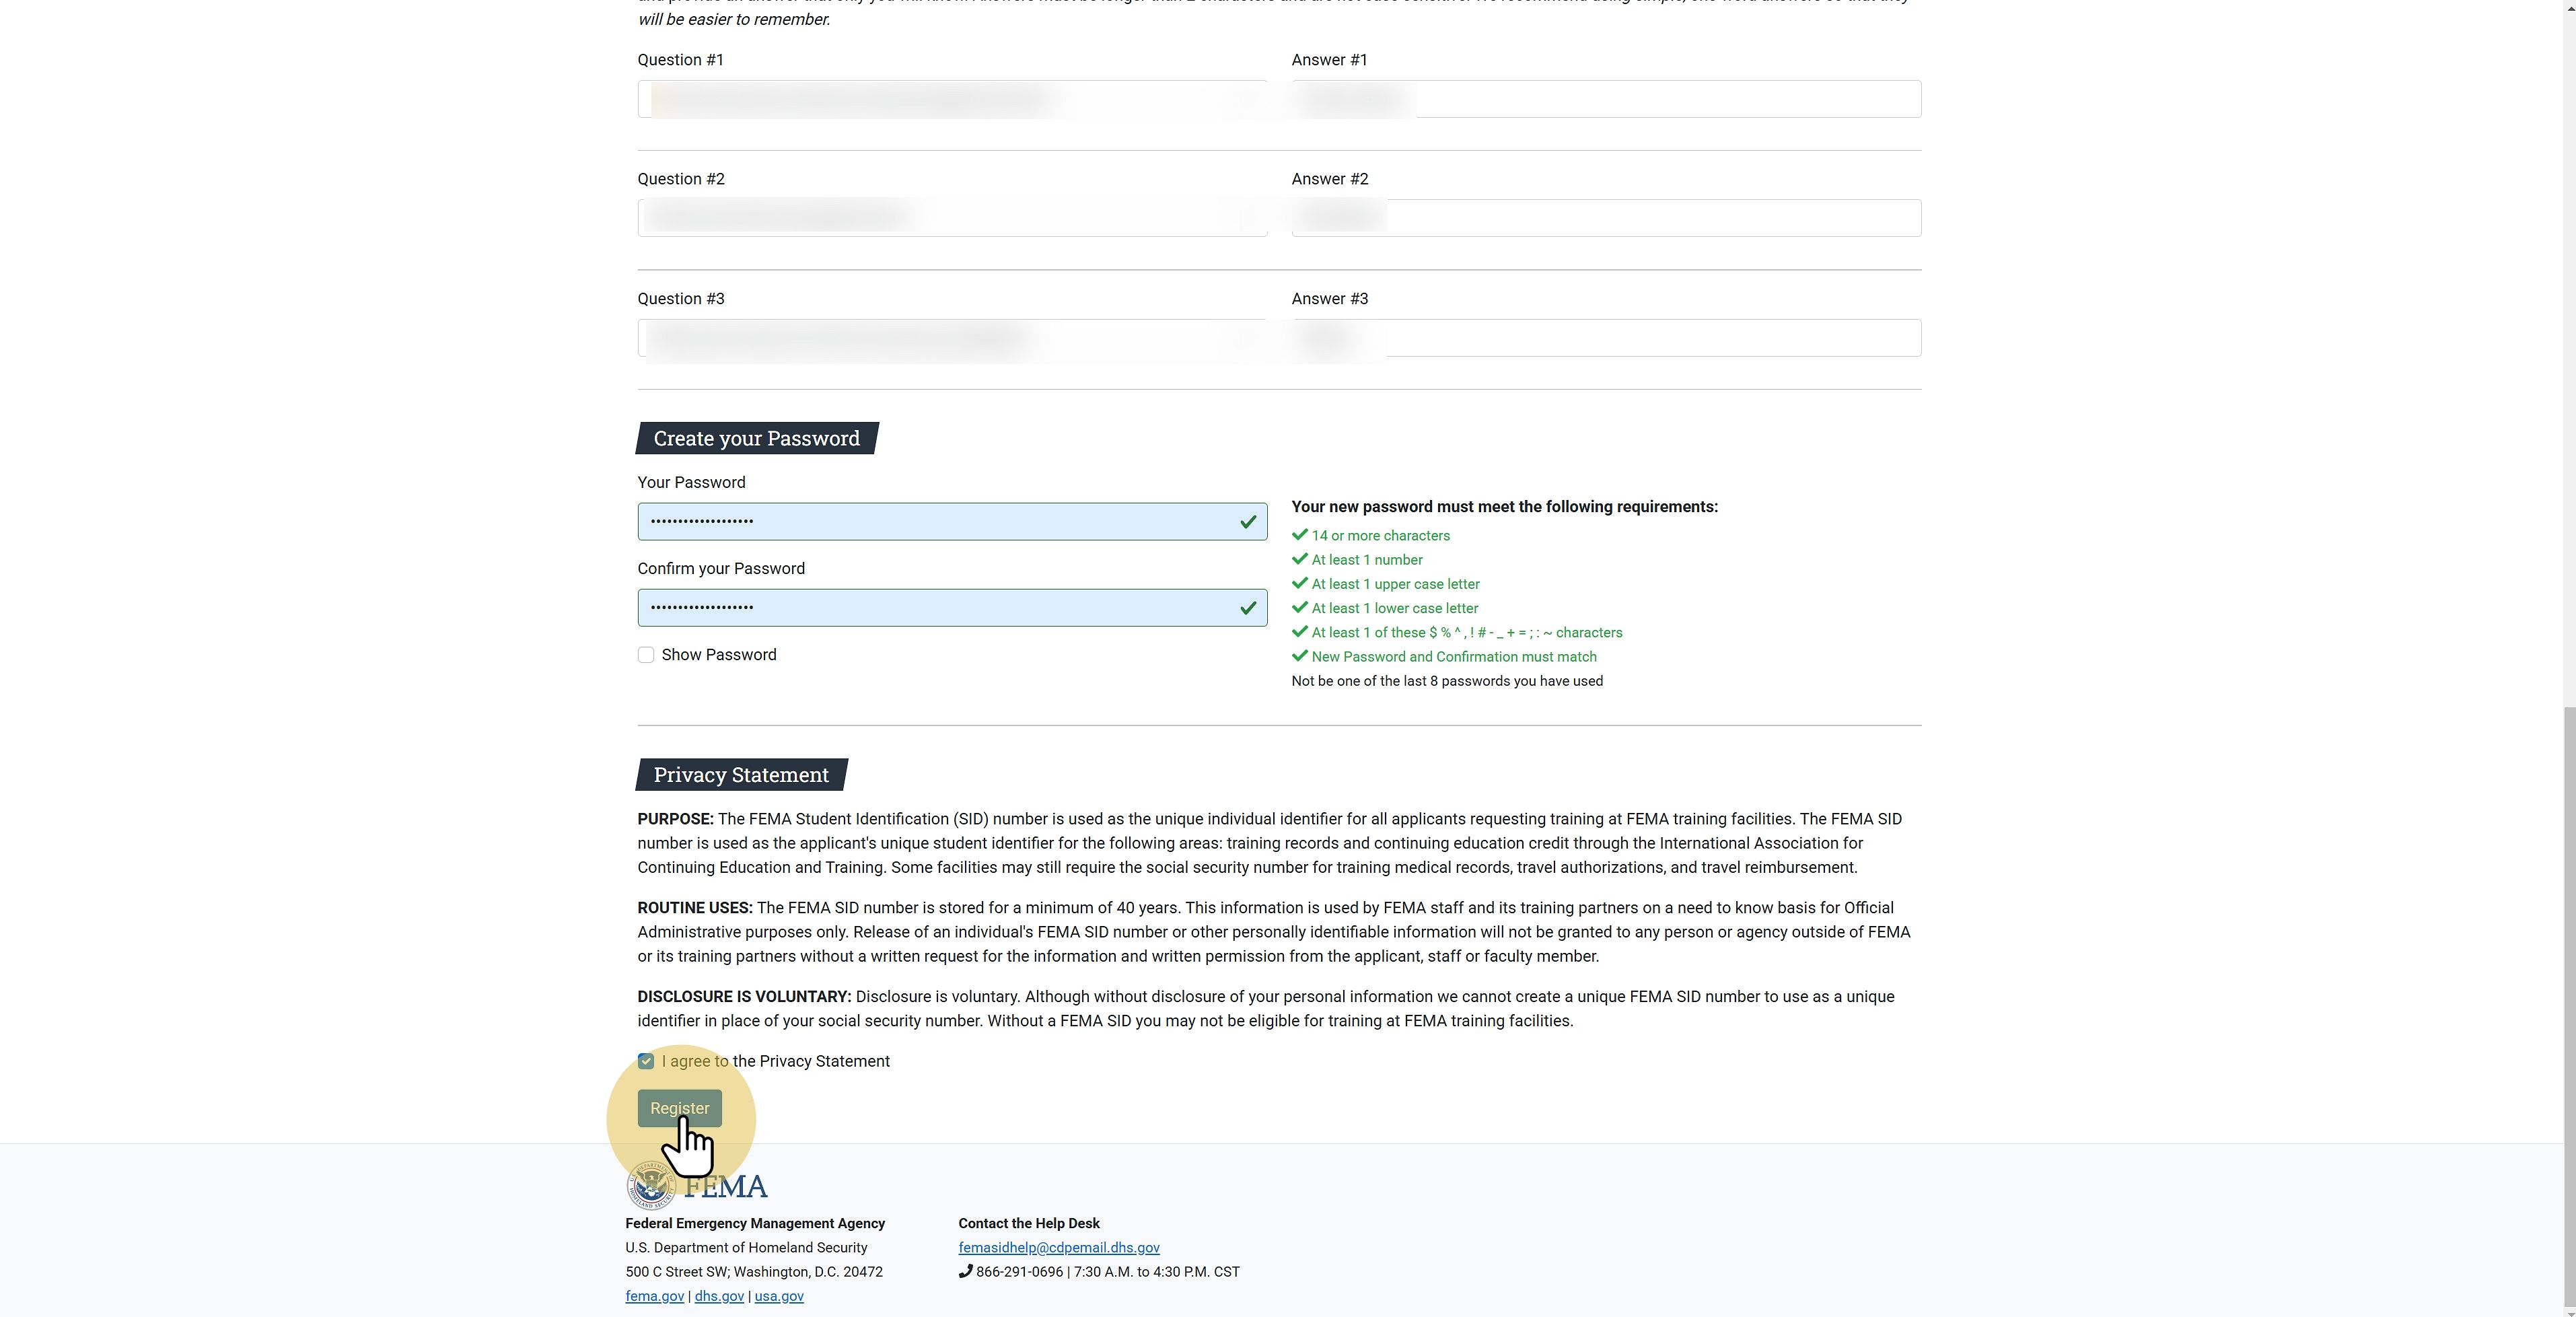 will be easier to remember.
Question #1
Answer #1
Question #2
Answer #2
Question #3
Answer #3
Create your Password
Your Password
•••••••••••••••••••
Confirm your Password
•••••••••••••••••••
Show Password
Your new password must meet the following requirements:
14 or more characters
At least 1 number
At least 1 upper case letter
At least 1 lower case letter
At least 1 of these $ % ^ , ! # - _ + = ; : ~ characters
New Password and Confirmation must match
Not be one of the last 8 passwords you have used
Privacy Statement
PURPOSE: The FEMA Student Identification (SID) number is used as the unique individual identifier for all applicants requesting training at FEMA training facilities. The FEMA SID
number is used as the applicant's unique student identifier for the following areas: training records and continuing education credit through the International Association for
Continuing Education and Training. Some facilities may still require the social security number for training medical records, travel authorizations, and travel reimbursement.
ROUTINE USES: The FEMA SID number is stored for a minimum of 40 years. This information is used by FEMA staff and its training partners on a need to know basis for Official
Administrative purposes only. Release of an individual's FEMA SID number or other personally identifiable information will not be granted to any person or agency outside of FEMA
or its training partners without a written request for the information and written permission from the applicant, staff or faculty member.
DISCLOSURE IS VOLUNTARY: Disclosure is voluntary. Although without disclosure of your personal information we cannot create a unique FEMA SID number to use as a unique
identifier in place of your social security number. Without a FEMA SID you may not be eligible for training at FEMA training facilities.
I agree to the Privacy Statement
Register
FEMA
Federal Emergency Management Agency
U.S. Department of Homeland Security
500 C Street SW; Washington, D.C. 20472
fema.gov | dhs.gov | usa.gov
Contact the Help Desk
femasidhelp@cdpemail.dhs.gov
866-291-0696 | 7:30 A.M. to 4:30 P.M. CST